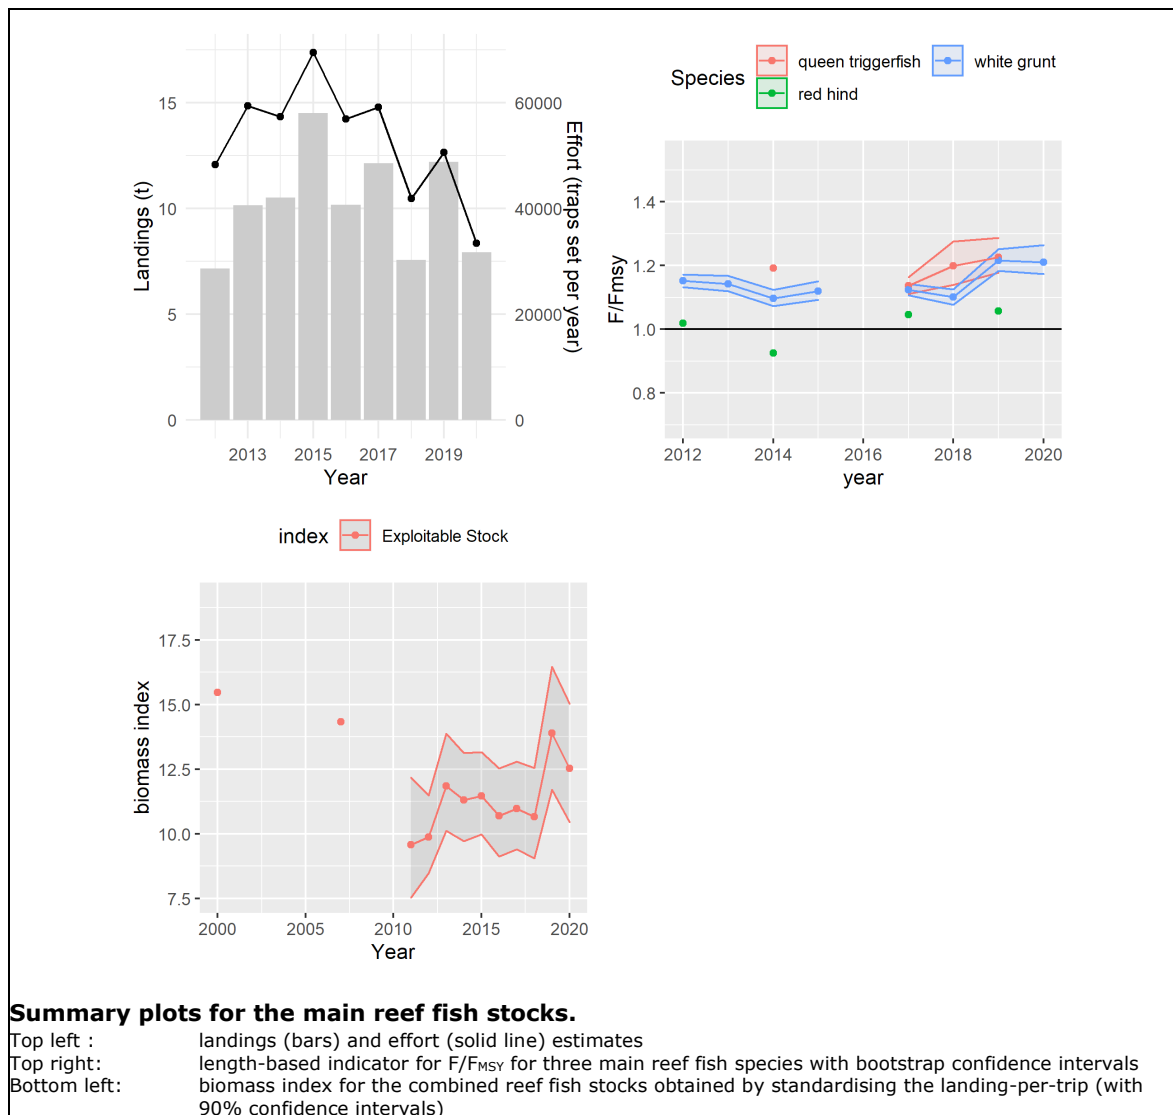 Landings (t)
15
10
5
0
60000
40000
20000
0
Effort (traps set per year)
2013 2015 2017 2019
Year
Species
queen triggerfish
white grunt
red hind
F/Fmsy
1.4
1.2
1.0
0.8
2012 2014 2016 2018 2020
year
index
Exploitable Stock
biomass index
17.5
15.0
12.5
10.0
7.5
2000 2005 2010 2015 2020
Year
Summary plots for the main reef fish stocks.
Top left : landings (bars) and effort (solid line) estimates
Top right: length-based indicator for F/FMSY for three main reef fish species with bootstrap confidence intervals
Bottom left: biomass index for the combined reef fish stocks obtained by standardising the landing-per-trip (with
90% confidence intervals)